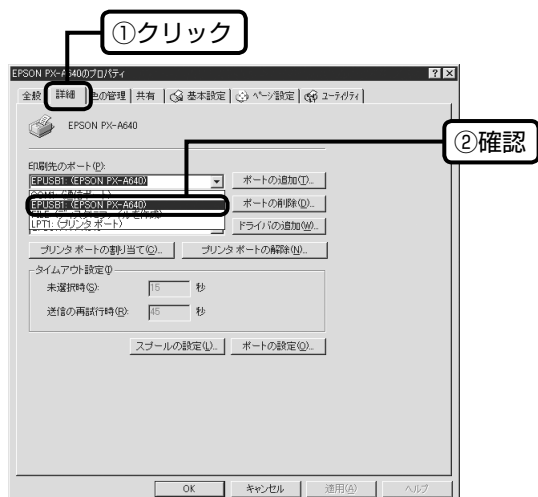 ①クリック
EPSON PX-A640のプロパティ
全般 詳細 色の管理 共有 基本設定 ページ設定 ユーティリティ
EPSON PX-A640
②確認
印刷先のポート(P):
EPUSB1: (EPSON PX-A640) ポートの追加(T)...
EPUSB1: (EPSON PX-A640) ポートの削除(D)...
LPT1: (プリンタ ポート) ドライバの追加(W)...
プリンタ ポートの割り当て(C)... プリンタ ポートの解除(N)...
タイムアウト設定
未選択時(S): 15 秒
送信の再試行時(R): 45 秒
スプールの設定(L)... ポートの設定(O)...
OK キャンセル 適用(A) ヘルプ